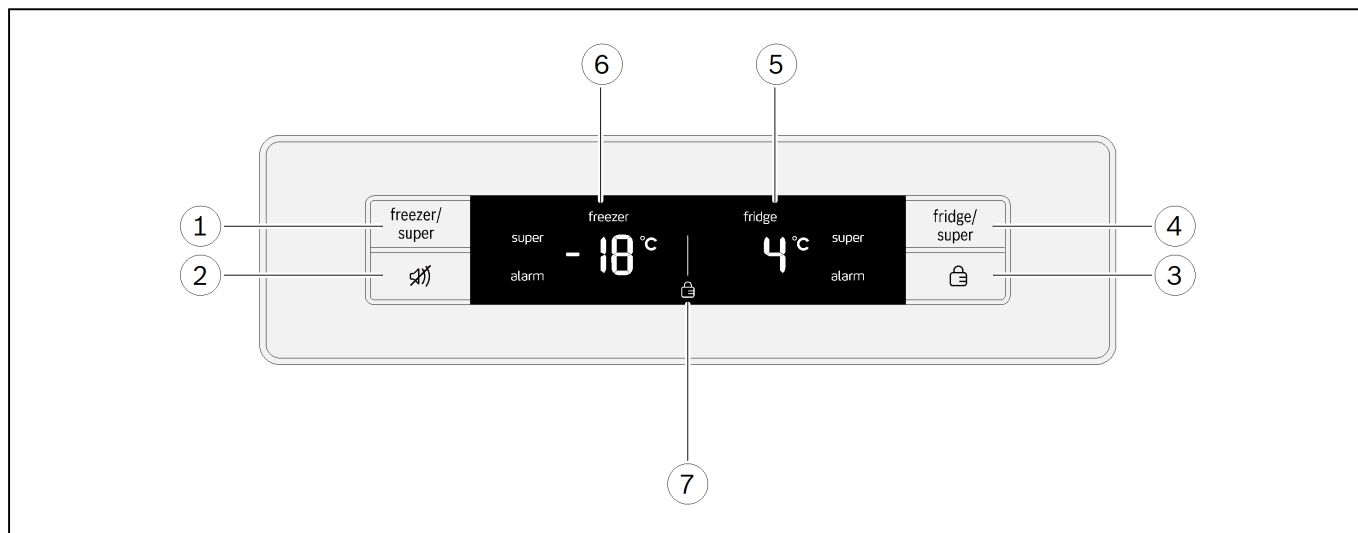 6 5
freezer/
super
freezer
fridge
fridge/
super
1
4
super
- 18 °C
4 °C
super
2
alarm
alarm
3
7